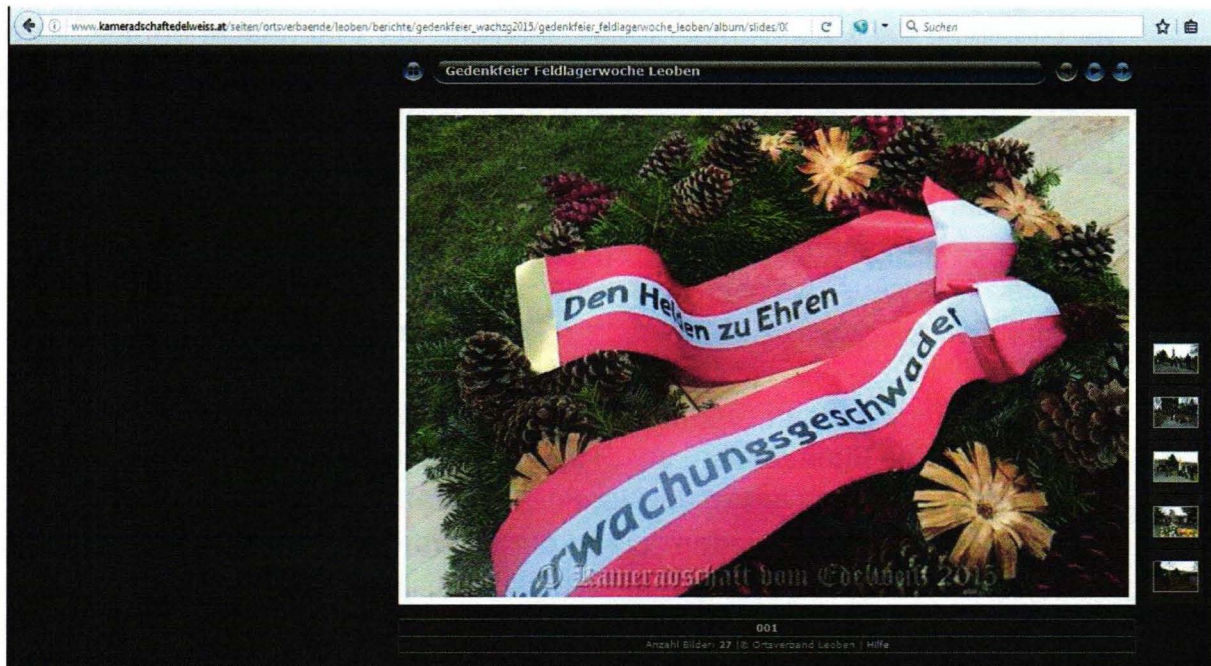 www.kameradschaftedelweiss.at/seiten/ortsverbaende/leoben/berichte/gedenkfeier_wachzg2015/gedenkfeier_feldlagerwoche_leoben/album/slides/00
Suchen
Gedenkfeier Feldlagerwoche Leoben
Den Helden zu Ehren
erwachungsgeschwader
© Kameradschaft vom Edelweiß 2015
001
Anzahl Bilder: 27 | © Ortsverband Leoben | Hilfe